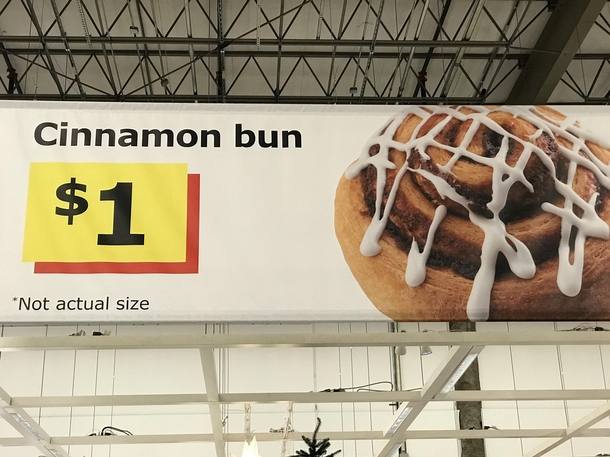 Cinnamon bun
$1
*Not actual size